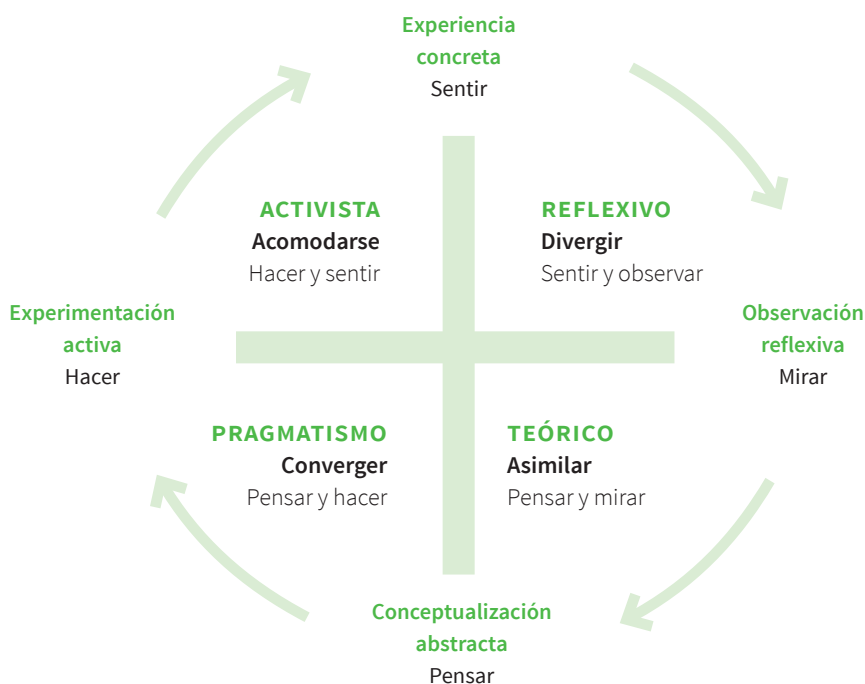 Experiencia
concreta
Sentir
ACTIVISTA
Acomodarse
Hacer y sentir
REFLEXIVO
Divergir
Sentir y observar
Experimentación
activa
Hacer
Observación
reflexiva
Mirar
PRAGMATISMO
Converger
Pensar y hacer
TEÓRICO
Asimilar
Pensar y mirar
Conceptualización
abstracta
Pensar